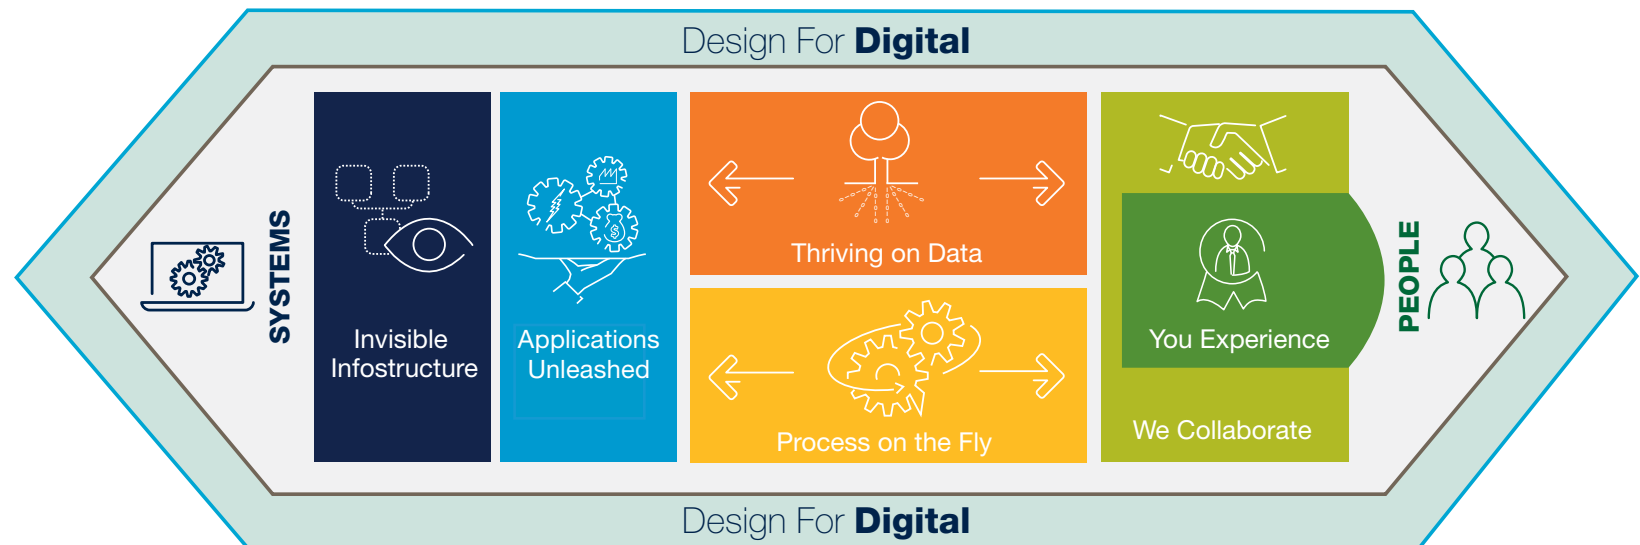 Design For Digital
SYSTEMS
Invisible
Infostructure
Applications
Unleashed
Thriving on Data
Process on the Fly
You Experience
We Collaborate
PEOPLE
Design For Digital